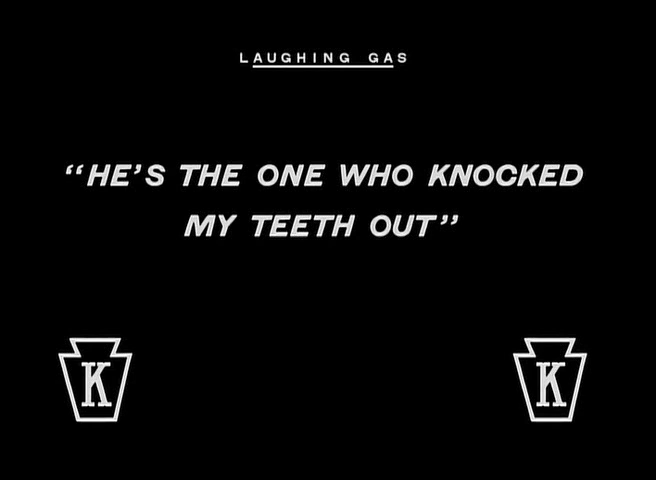 LAUGHING GAS
“HE’S THE ONE WHO KNOCKED
MY TEETH OUT”
K K